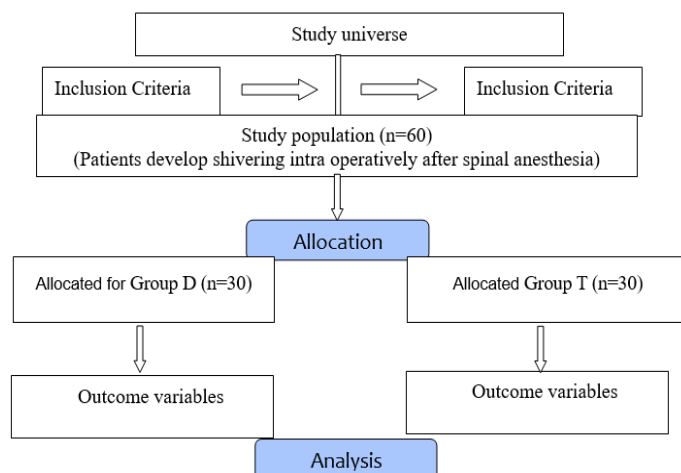 Study universe
Inclusion Criteria
Inclusion Criteria
Study population (n=60)
(Patients develop shivering intra operatively after spinal anesthesia)
Allocation
Allocated for Group D (n=30)
Allocated Group T (n=30)
Outcome variables
Outcome variables
Analysis